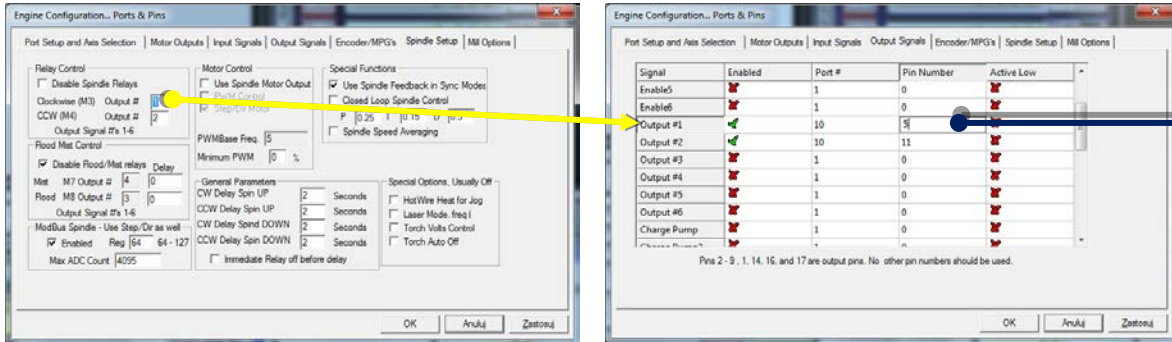 Engine Configuration... Ports & Pins
Port Setup and Axis Selection | Motor Outputs | Input Signals | Output Signals | Encoder/MPG's | Spindle Setup | Mill Options
Relay Control
Disable Spindle Relays
Clockwise (M3) Output # 1
CCW (M4) Output # 2
Output Signal #'s 1-6
Flood Mist Control
Disable Flood/Mist relays Delay
Mist M7 Output # 4 0
Flood M8 Output # 3 0
Output Signal #'s 1-6
ModBus Spindle - Use Step/Dir as well
Enabled Reg 64 64 - 127
Max ADC Count 4095
Motor Control
Use Spindle Motor Output
PWM Control
Step/Dir Motor
PWMBase Freq. 5
Minimum PWM 0 %
General Parameters
CW Delay Spin UP 2 Seconds
CCW Delay Spin UP 2 Seconds
CW Delay Spind DOWN 2 Seconds
CCW Delay Spin DOWN 2 Seconds
Immediate Relay off before delay
Special Functions
Use Spindle Feedback in Sync Modes
Closed Loop Spindle Control
P 0.25 I 0.15 D 0.5
Spindle Speed Averaging
Special Options, Usually Off
HotWire Heat for Jog
Laser Mode. freq
Torch Volts Control
Torch Auto Off
OK Anuluj Zastosuj
Engine Configuration... Ports & Pins
Port Setup and Axis Selection | Motor Outputs | Input Signals | Output Signals | Encoder/MPG's | Spindle Setup | Mill Options
Signal Enabled Port # Pin Number Active Low
Enable5 1 0
Enable6 1 0
Output #1 10 5
Output #2 10 11
Output #3 1 0
Output #4 1 0
Output #5 1 0
Output #6 1 0
Charge Pump 1 0
Charge Pump2 1 0
Pins 2 - 9 , 1, 14, 16, and 17 are output pins. No other pin numbers should be used.
OK Anuluj Zastosuj